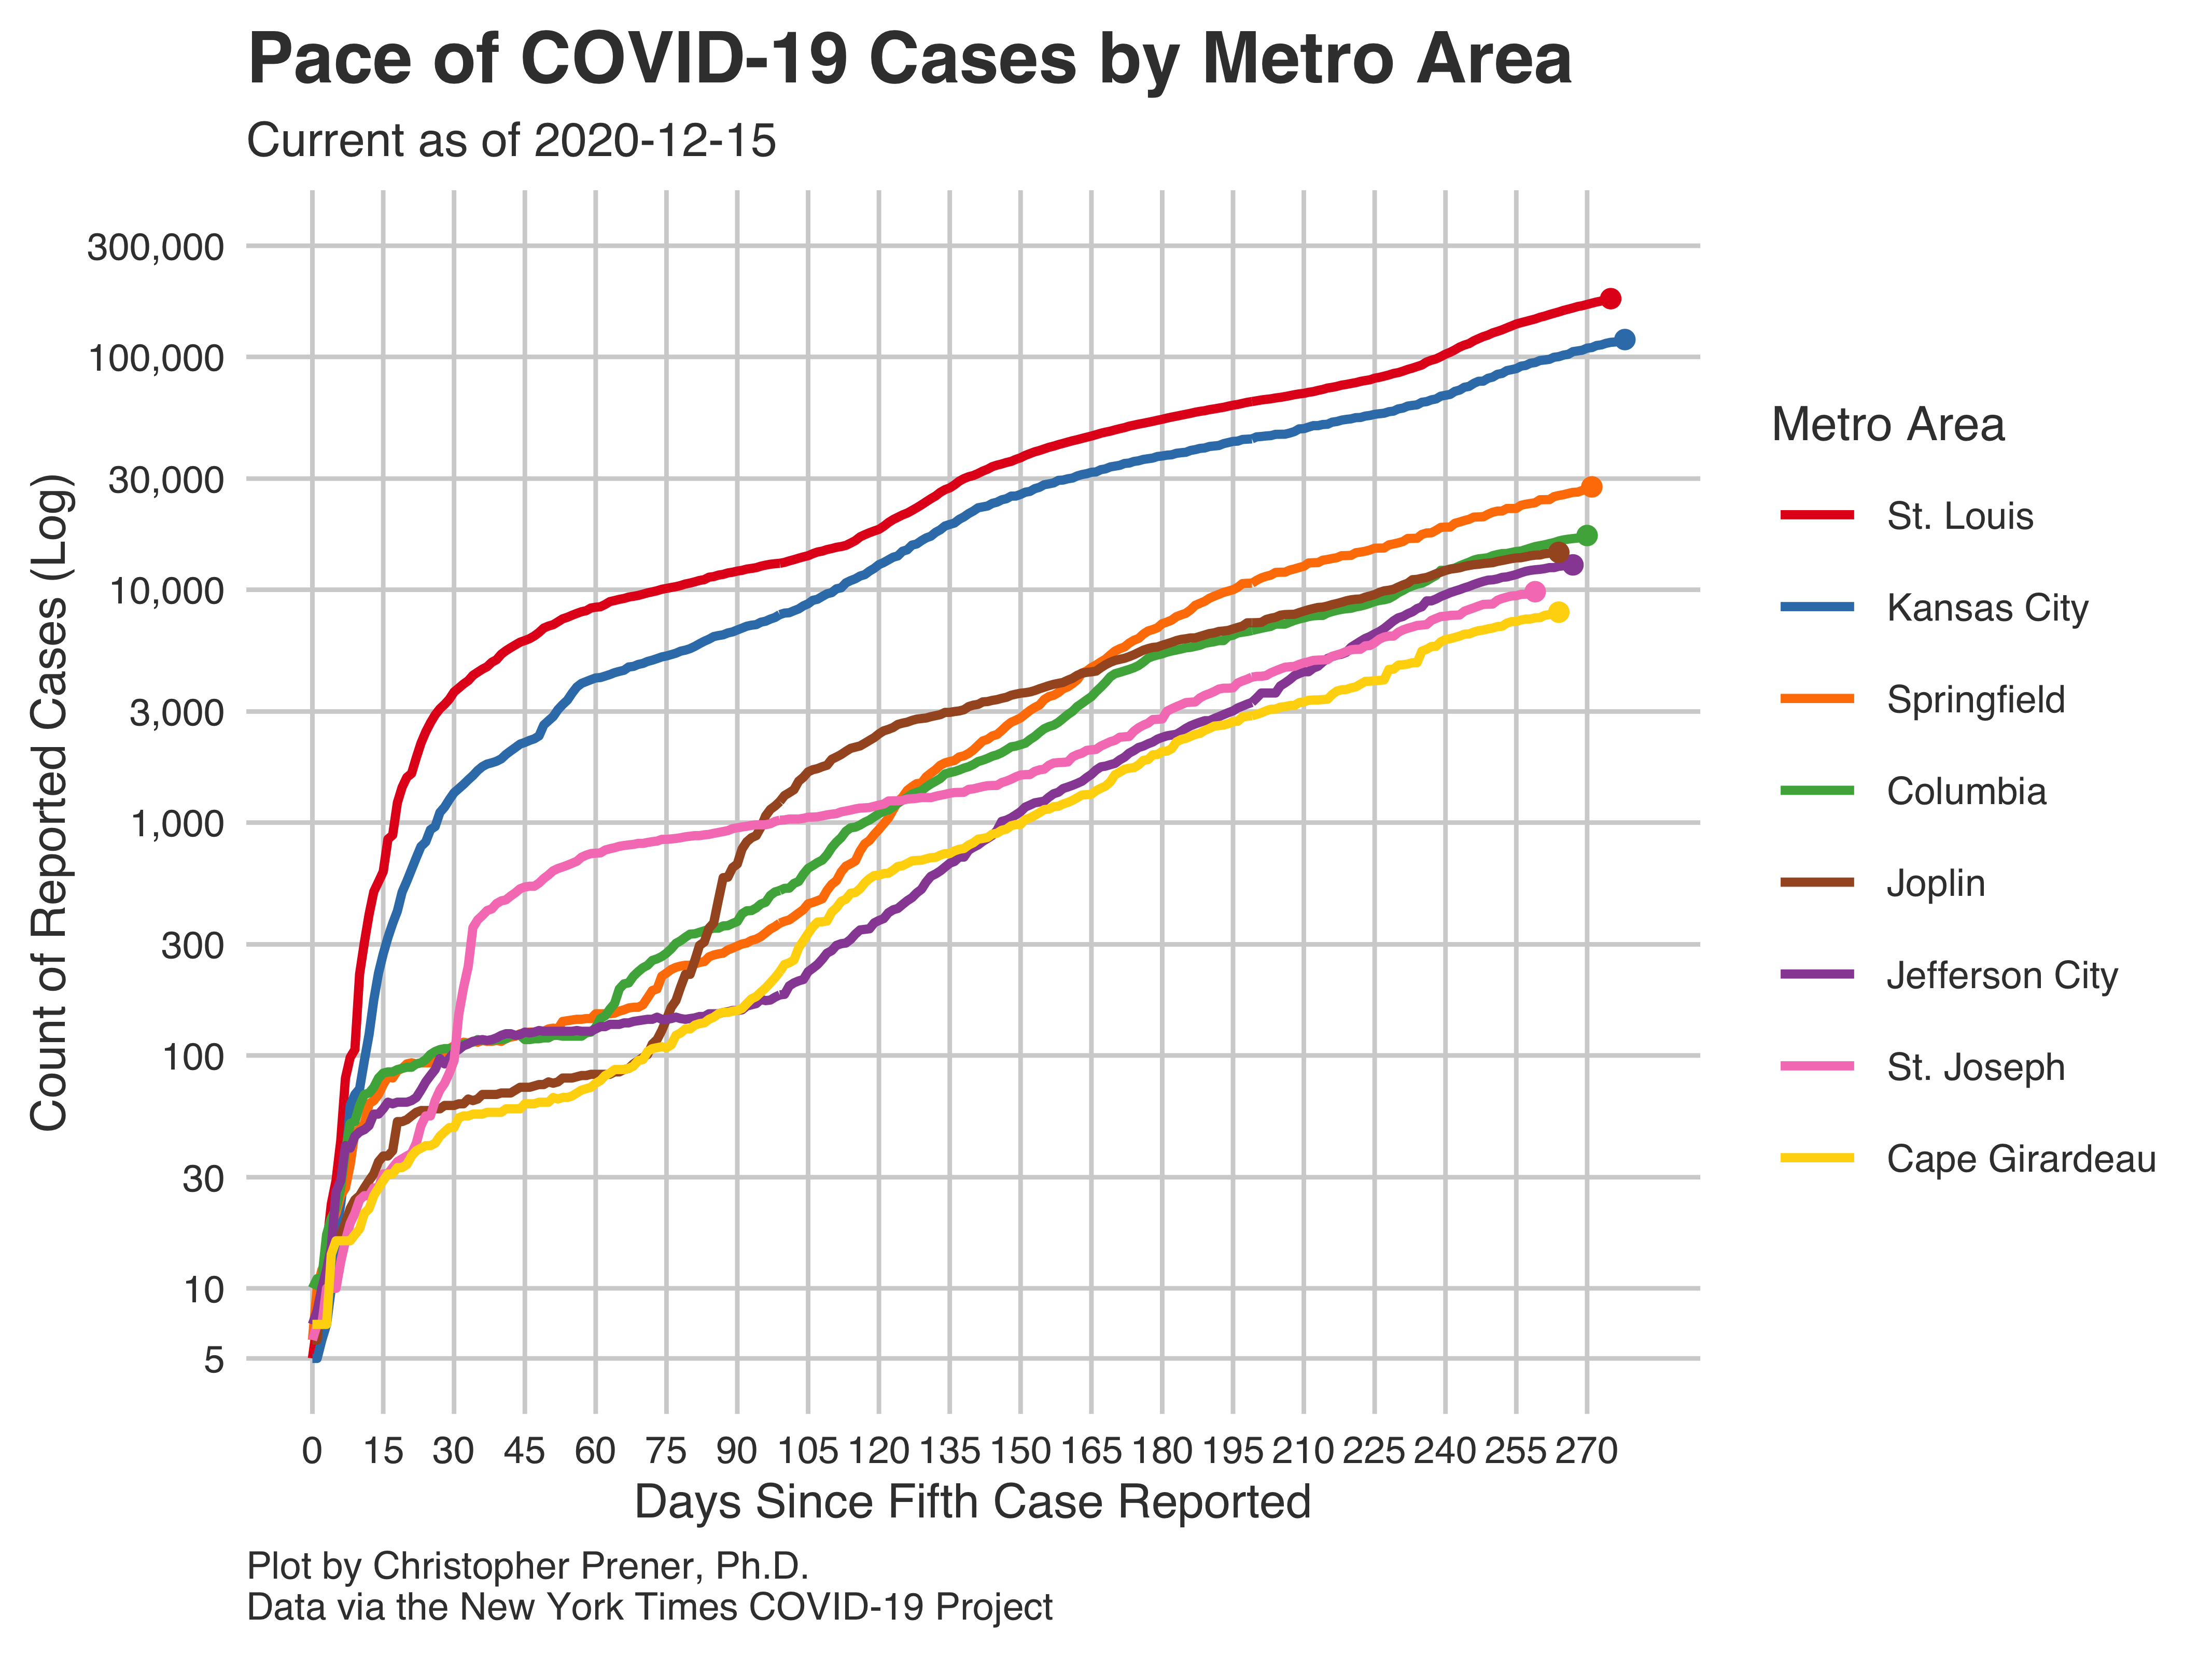 Pace of COVID-19 Cases by Metro Area
Current as of 2020-12-15
300,000
100,000
30,000
10,000
3,000
1,000
300
100
30
10
5
Count of Reported Cases (Log)
0 15 30 45 60 75 90 105 120 135 150 165 180 195 210 225 240 255 270
Days Since Fifth Case Reported
Metro Area
St. Louis
Kansas City
Springfield
Columbia
Joplin
Jefferson City
St. Joseph
Cape Girardeau
Plot by Christopher Prener, Ph.D.
Data via the New York Times COVID-19 Project